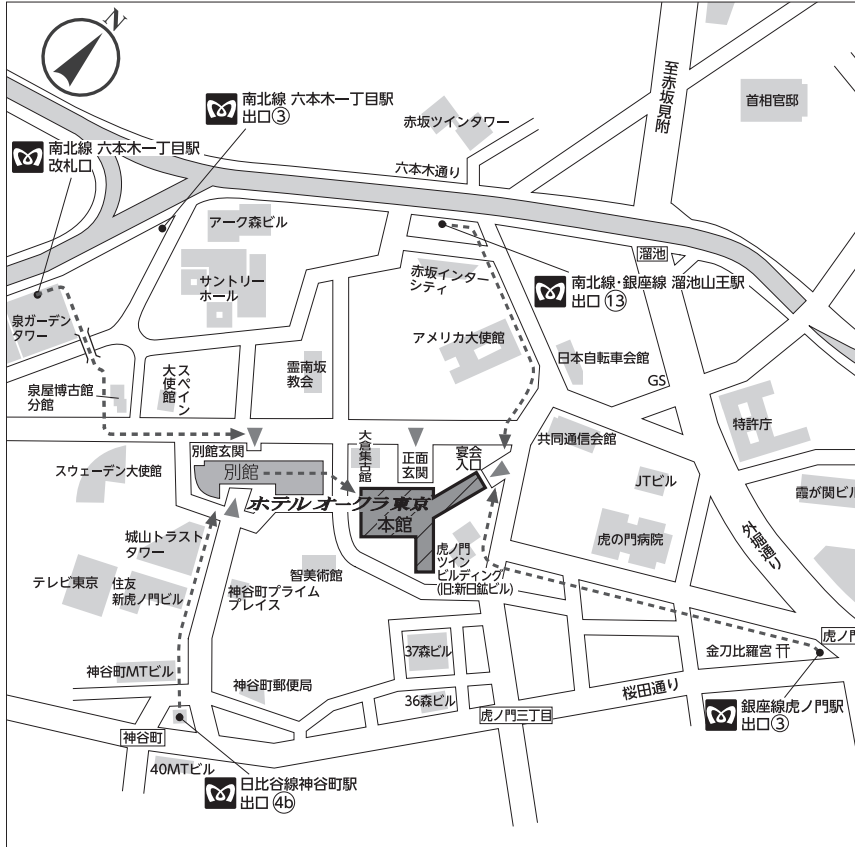 N
南北線 六本木一丁目駅
出口③
南北線 六本木一丁目駅
改札口
赤坂ツインタワー
至赤坂見附
首相官邸
六本木通り
アーク森ビル
サントリー
ホール
赤坂インター
シティ
溜池
南北線・銀座線 溜池山王駅
出口⑬
泉ガーデン
タワー
アメリカ大使館
日本自転車会館
GS
泉屋博古館
分館
スペイン
大使館
霊南坂
教会
特許庁
別館玄関
大倉集古館
正面
玄関
宴会
入口
共同通信会館
スウェーデン大使館
別館
JTビル
霞が関ビル
ホテルオークラ東京
本館
外堀通り
城山トラスト
タワー
虎の門病院
虎ノ門
ツイン
ビルディング
(旧:新日鉱ビル)
テレビ東京
住友
新虎ノ門ビル
智美術館
神谷町プライム
プレイス
37森ビル
金刀比羅宮
虎ノ門
神谷町MTビル
神谷町郵便局
36森ビル
桜田通り
虎ノ門三丁目
銀座線虎ノ門駅
出口③
神谷町
40MTビル
日比谷線神谷町駅
出口④b